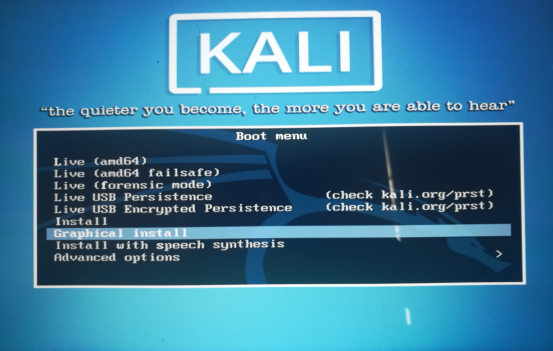 KALI
“the quieter you become, the more you are able to hear”
Boot menu
Live (amd64)
Live (amd64 failsafe)
Live (forensic mode)
Live USB Persistence (check kali.org/prst)
Live USB Encrypted Persistence (check kali.org/prst)
Install
Graphical install
Install with speech synthesis
Advanced options >